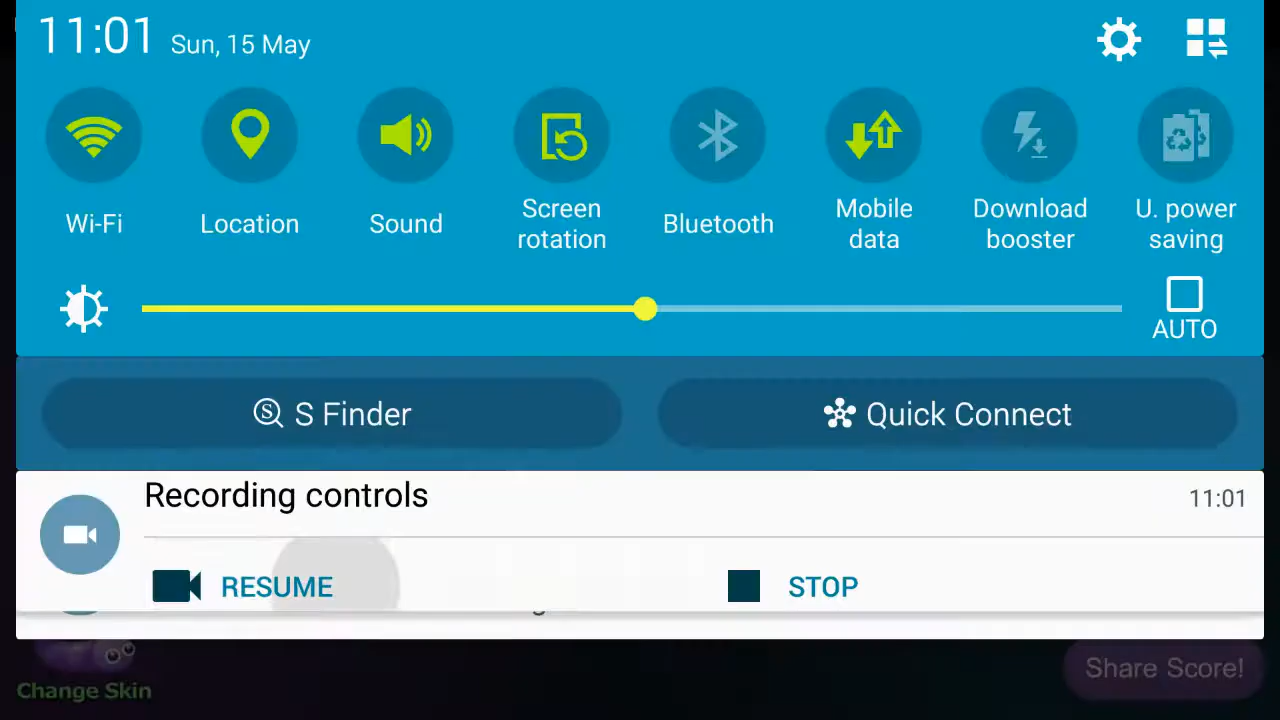 11:01 Sun, 15 May
Wi-Fi
Location
Sound
Screen
rotation
Bluetooth
Mobile
data
Download
booster
U. power
saving
AUTO
S Finder
Quick Connect
Recording controls
11:01
RESUME
STOP
Change Skin
Share Score!